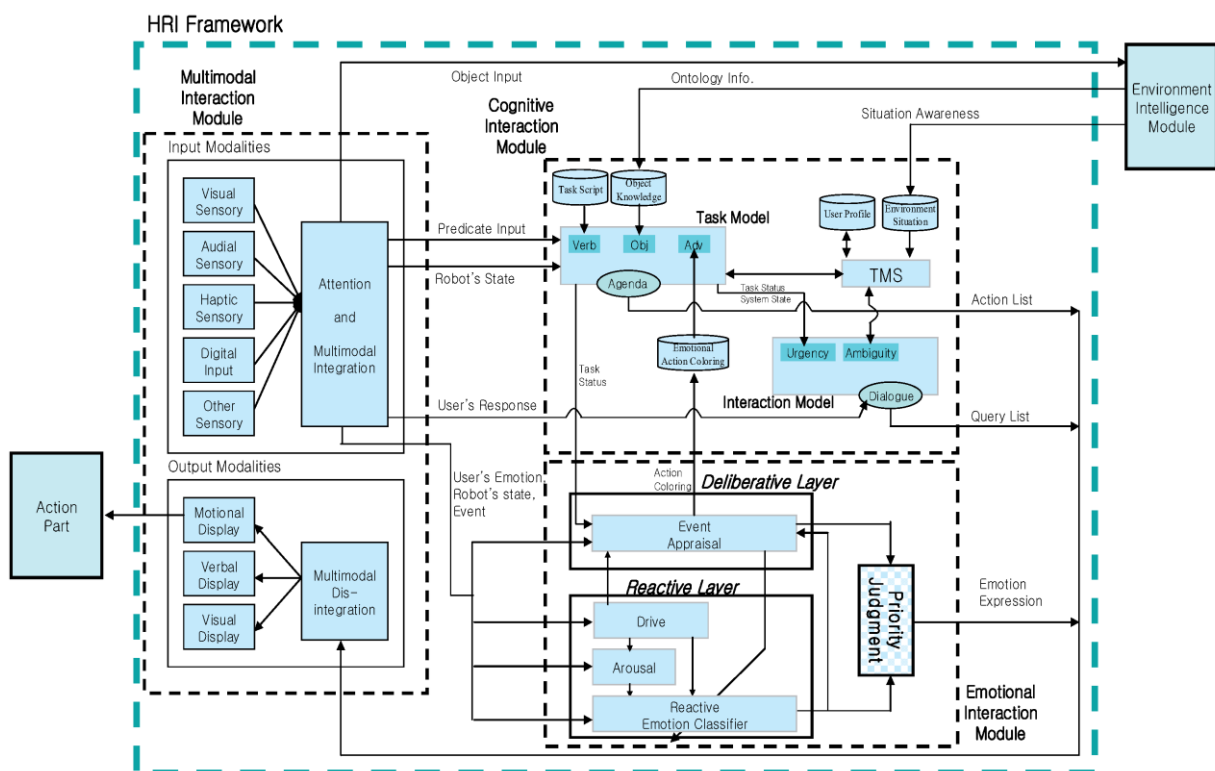 HRI Framework
Multimodal
Interaction
Module
Object Input
Ontology Info.
Cognitive
Interaction
Module
Situation Awareness
Environment
Intelligence
Module
Input Modalities
Visual
Sensory
Audial
Sensory
Haptic
Sensory
Digital
Input
Other
Sensory
Attention
and
Multimodal
Integration
Predicate Input
Robot's State
Task Script
Object
Knowledge
Task Model
Verb
Obj
Adv
Agenda
User Profile
Environment
Situation
TMS
Task Status
System State
Action List
Emotional
Action Coloring
Urgency
Ambiguity
Interaction Model
Dialogue
Task
Status
User's Response
Query List
Output Modalities
Action
Part
Motional
Display
Verbal
Display
Visual
Display
Multimodal
Dis-
integration
User's Emotion,
Robot's state,
Event
Action
Coloring
Deliberative Layer
Event
Appraisal
Reactive Layer
Drive
Arousal
Reactive
Emotion Classifier
Priority
Judgment
Emotion
Expression
Emotional
Interaction
Module